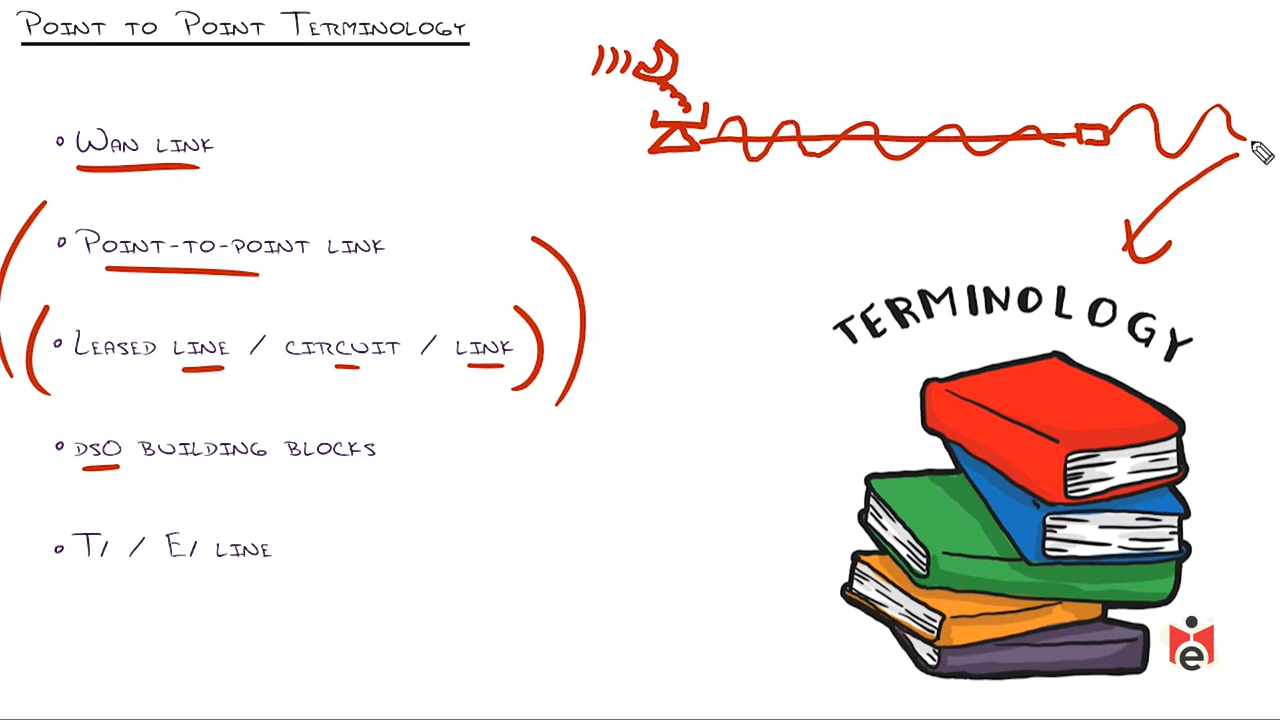 Point to Point Terminology
• Wan link
• Point-to-point link
• Leased line / circuit / link
• DS0 building blocks
• T1 / E1 line
TERMINOLOGY
e